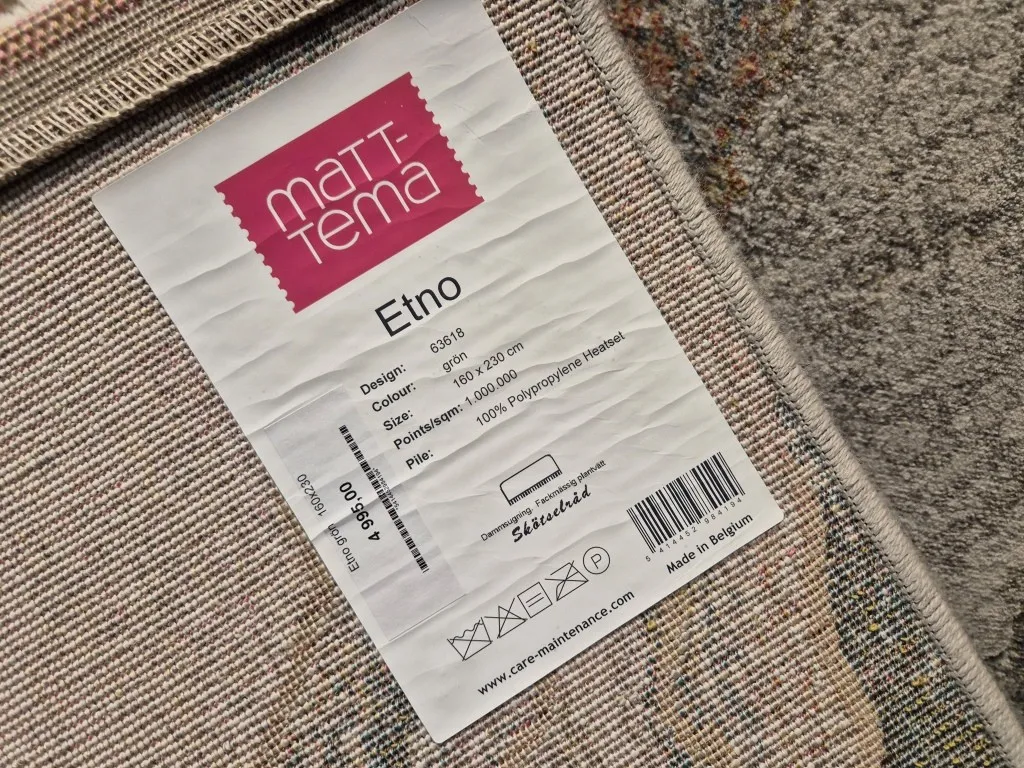 matt-
Tema
Etno
Design: 63618
Colour: grön
Size: 160 x 230 cm
Points/sqm: 1.000.000
Pile: 100% Polypropylene Heatset
Etno grön 160x230
4 995,00
Dammsugning. Fackmässig plantvätt
Skötselråd
P
Made in Belgium
www.care-maintenance.com